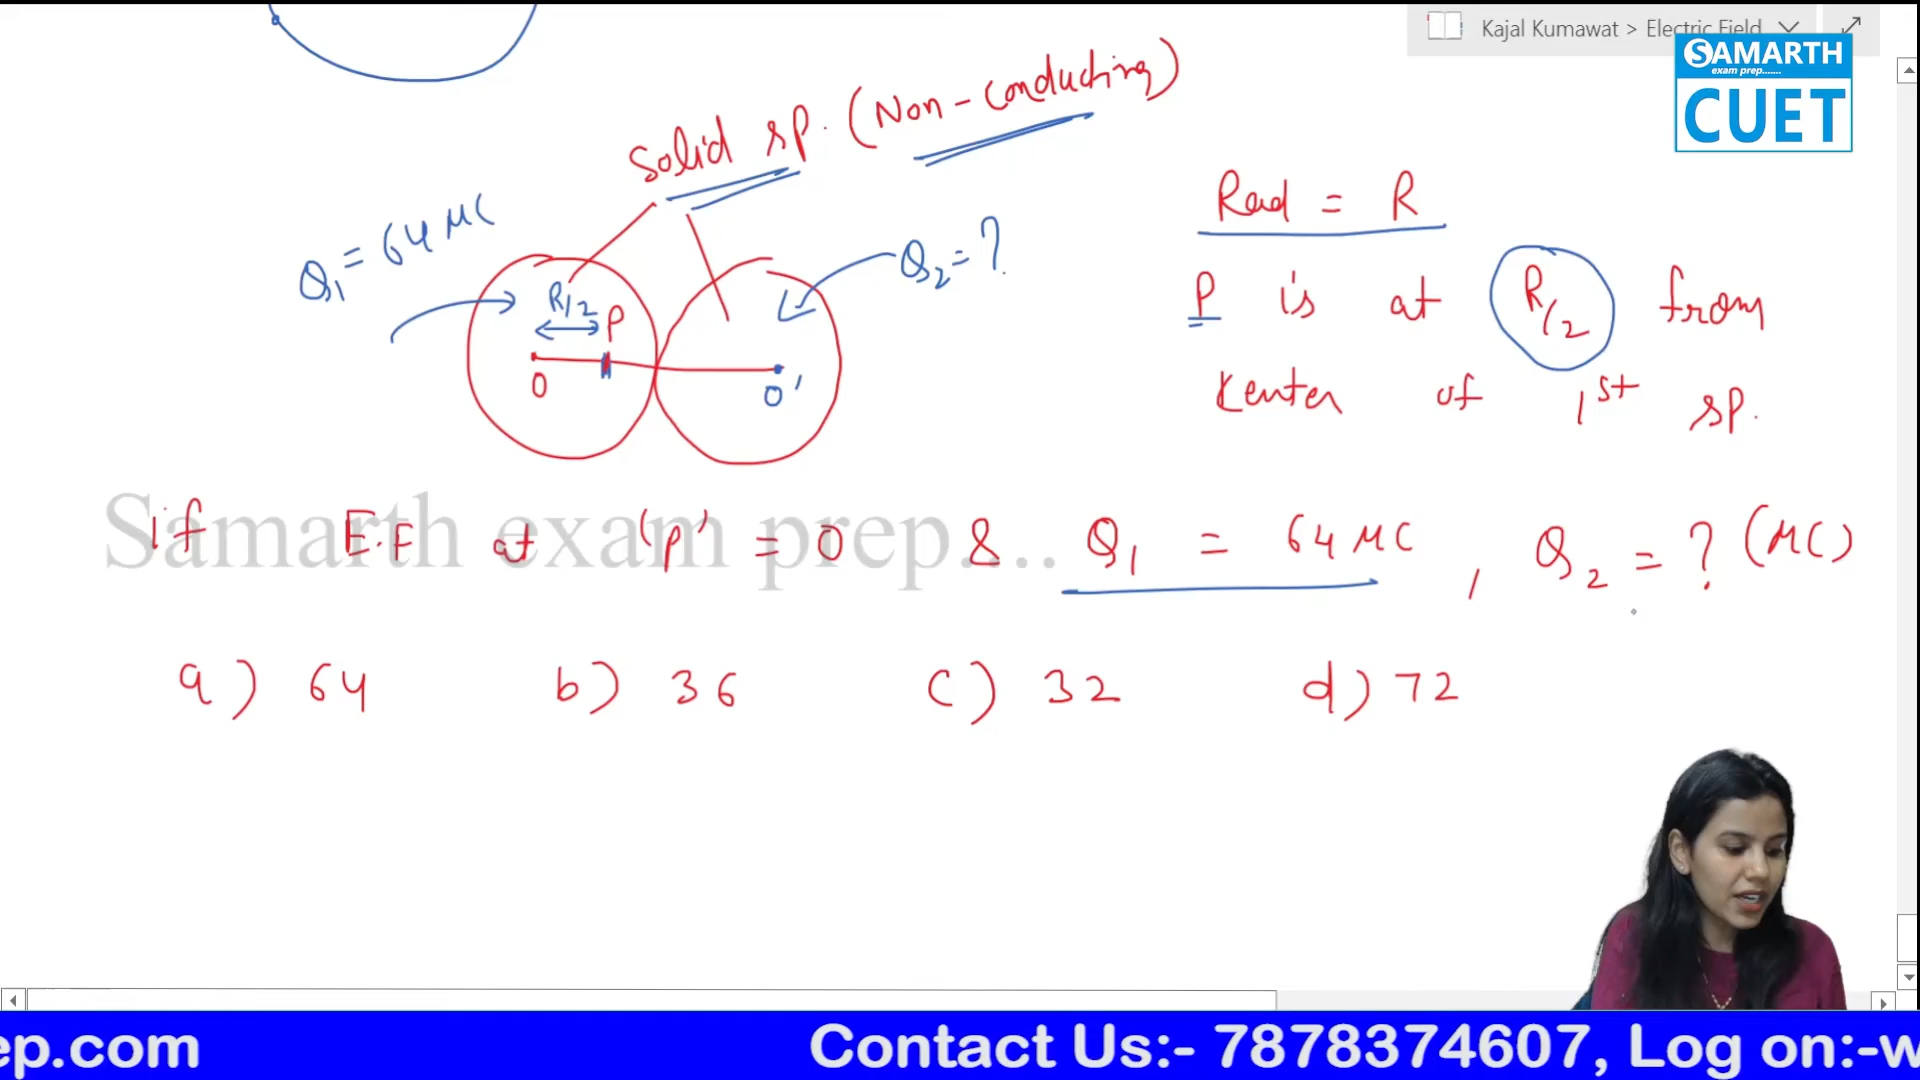 Kajal Kumawat > Electric Field
SAMARTH
exam prep.......
CUET
Solid sp. (Non-conducting)
Q1 = 64 μC
Q2 = ?
R/2
P
O
O'
Rad = R
P is at R/2 from
center of 1st sp.
Samarth exam prep....
if E.F at 'P' = 0 & Q1 = 64 μC , Q2 = ? (μC)
a) 64 b) 36 c) 32 d) 72
ep.com Contact Us:- 7878374607, Log on:-w